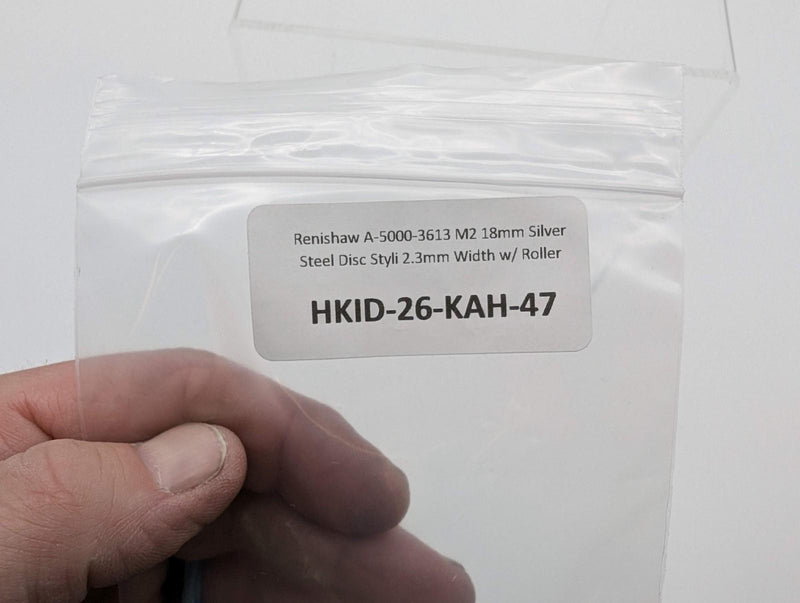 Renishaw A-5000-3613 M2 18mm Silver
Steel Disc Styli 2.3mm Width w/ Roller
HKID-26-KAH-47